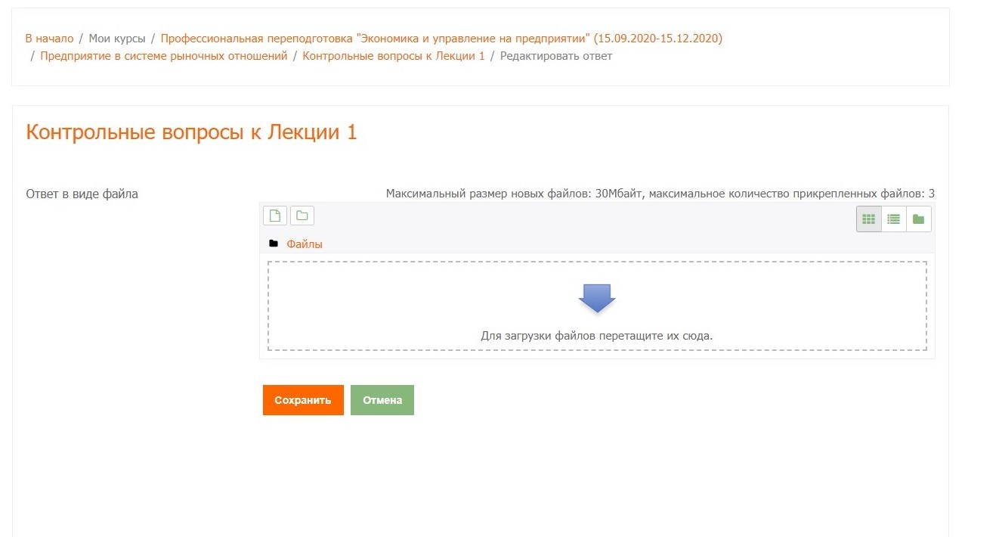 В начало / Мои курсы / Профессиональная переподготовка "Экономика и управление на предприятии" (15.09.2020-15.12.2020)
/ Предприятие в системе рыночных отношений / Контрольные вопросы к Лекции 1 / Редактировать ответ
Контрольные вопросы к Лекции 1
Ответ в виде файла
Максимальный размер новых файлов: 30Мбайт, максимальное количество прикрепленных файлов: 3
Файлы
Для загрузки файлов перетащите их сюда.
Сохранить
Отмена